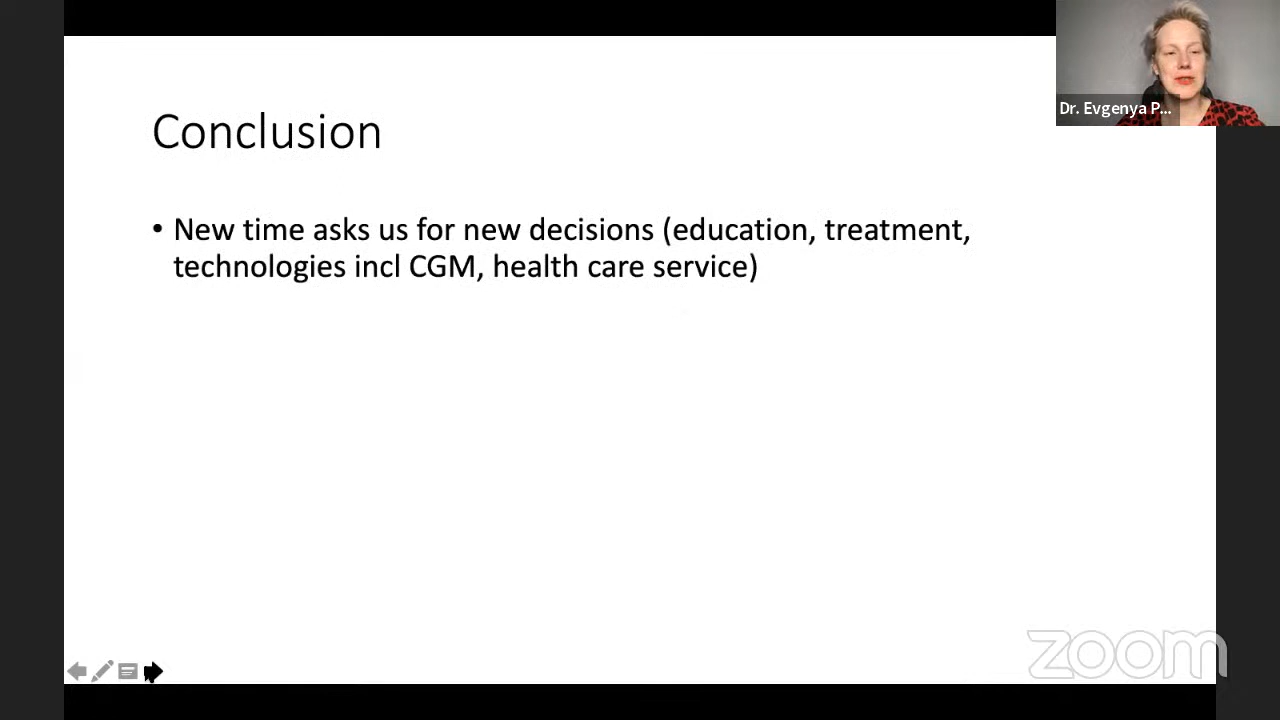 Dr. Evgenya P...
Conclusion
• New time asks us for new decisions (education, treatment,
technologies incl CGM, health care service)
zoom